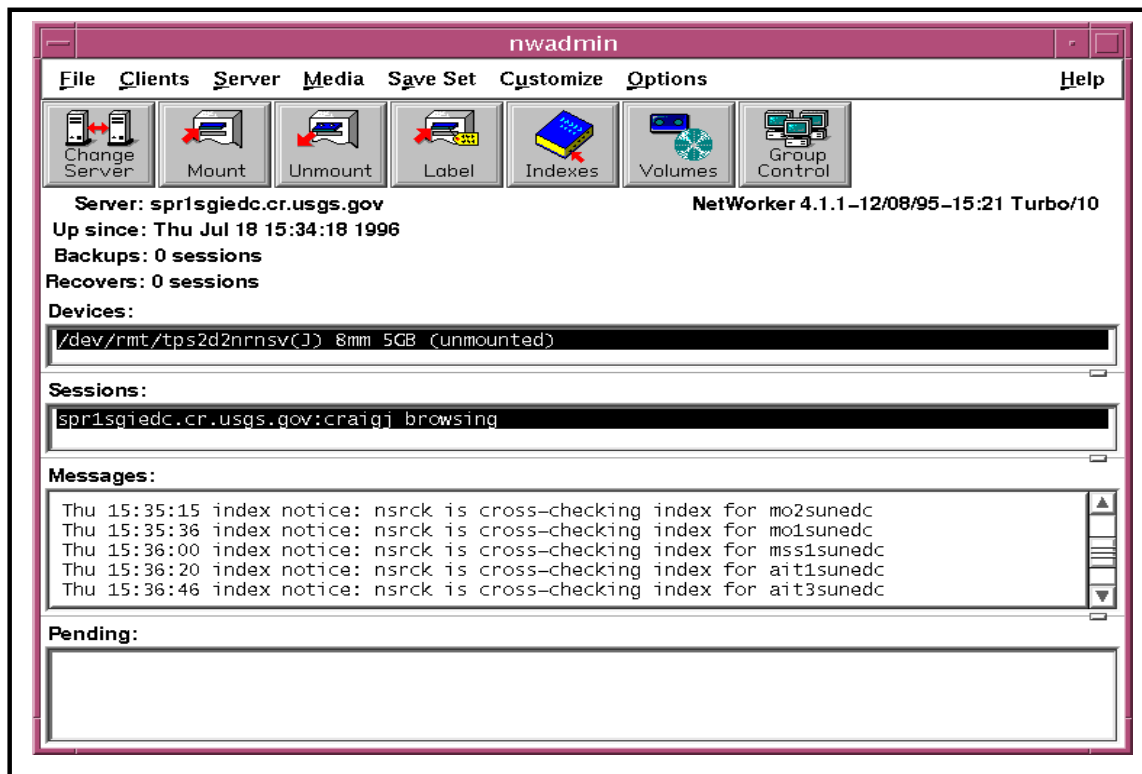 nwadmin
File Clients Server Media Save Set Customize Options Help
Change Server
Mount
Unmount
Label
Indexes
Volumes
Group Control
Server: spr1sgiedc.cr.usgs.gov NetWorker 4.1.1–12/08/95–15:21 Turbo/10
Up since: Thu Jul 18 15:34:18 1996
Backups: 0 sessions
Recovers: 0 sessions
Devices:
/dev/rmt/tps2d2nrnsv(J) 8mm 5GB (unmounted)
Sessions:
spr1sgiedc.cr.usgs.gov:craigj browsing
Messages:
Thu 15:35:15 index notice: nsrck is cross–checking index for mo2sunedc
Thu 15:35:36 index notice: nsrck is cross–checking index for mo1sunedc
Thu 15:36:00 index notice: nsrck is cross–checking index for mss1sunedc
Thu 15:36:20 index notice: nsrck is cross–checking index for ait1sunedc
Thu 15:36:46 index notice: nsrck is cross–checking index for ait3sunedc
Pending: